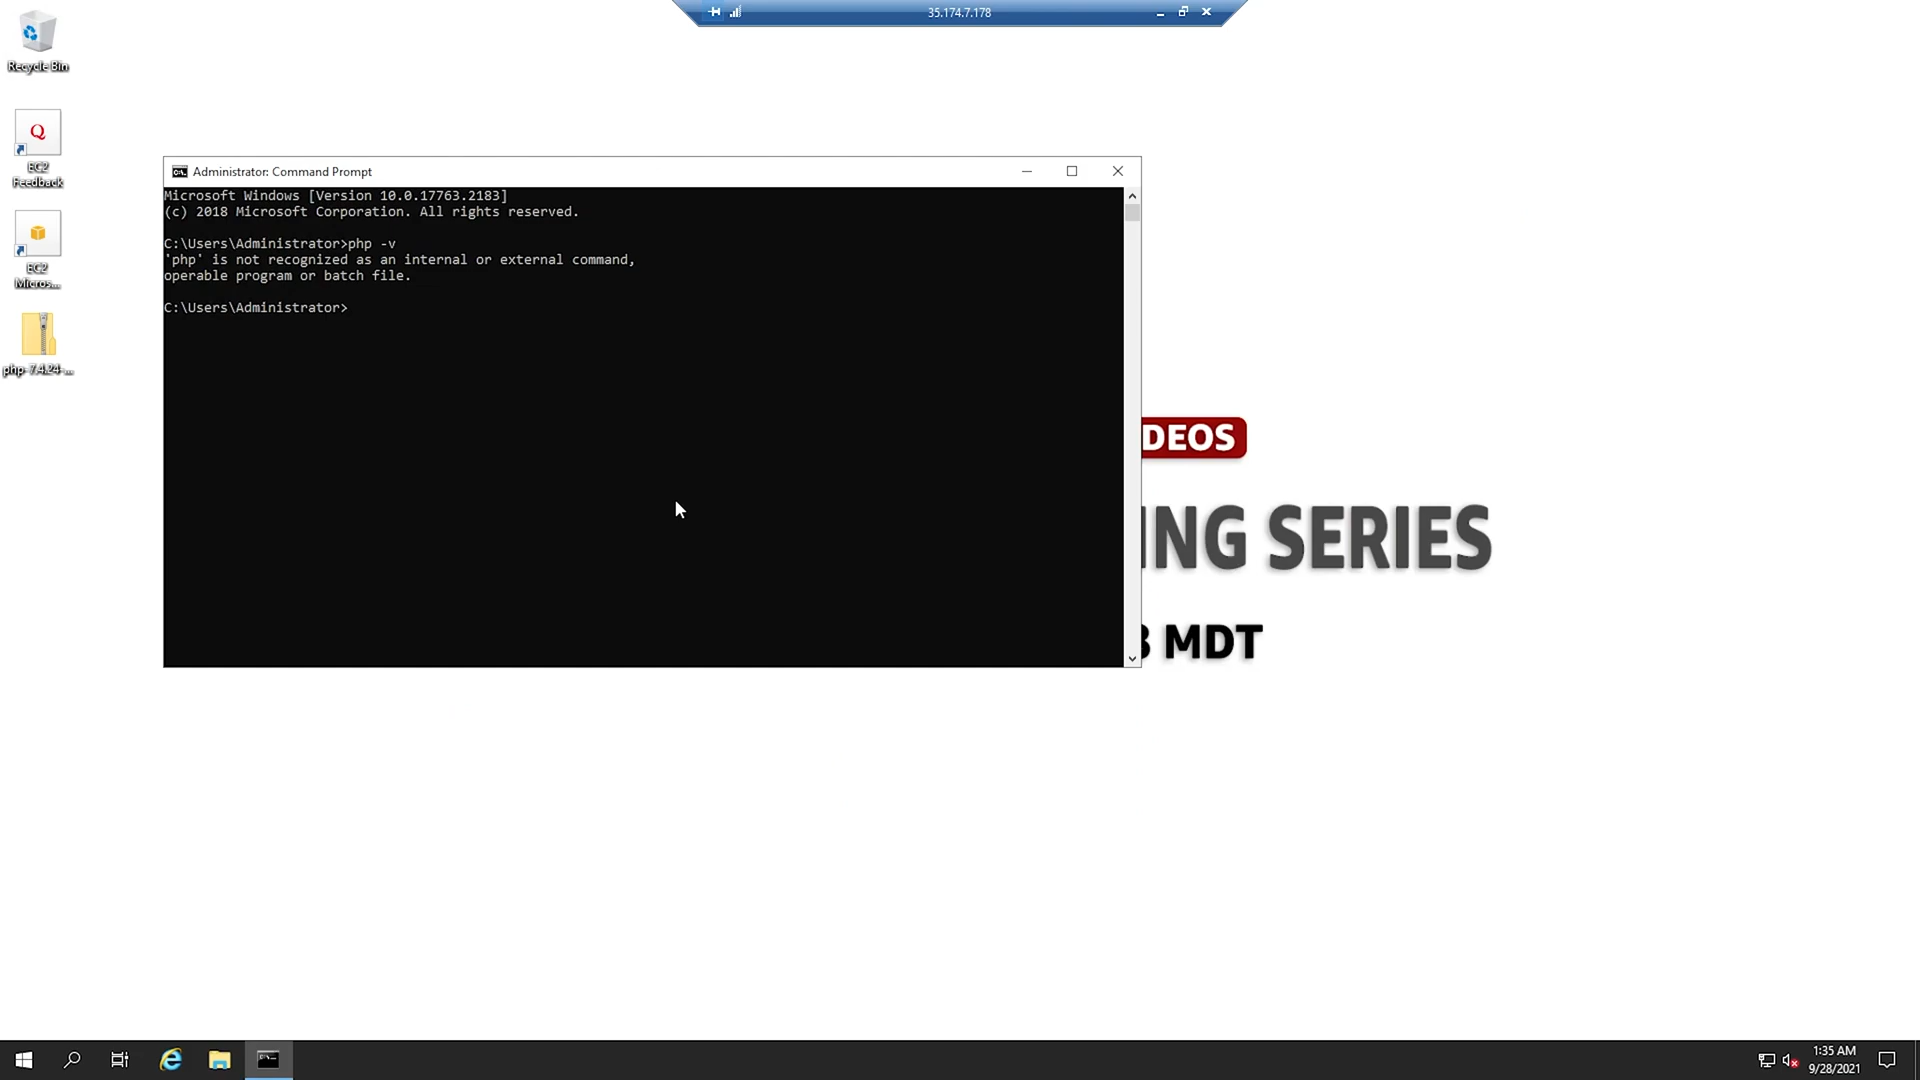 35.174.7.178
Recycle Bin
EC2
Feedback
EC2
Micros...
php-7.4.24-...
Administrator: Command Prompt
Microsoft Windows [Version 10.0.17763.2183]
(c) 2018 Microsoft Corporation. All rights reserved.
C:\Users\Administrator>php -v
'php' is not recognized as an internal or external command,
operable program or batch file.
C:\Users\Administrator>
DEOS
ING SERIES
MDT
1:35 AM
9/28/2021